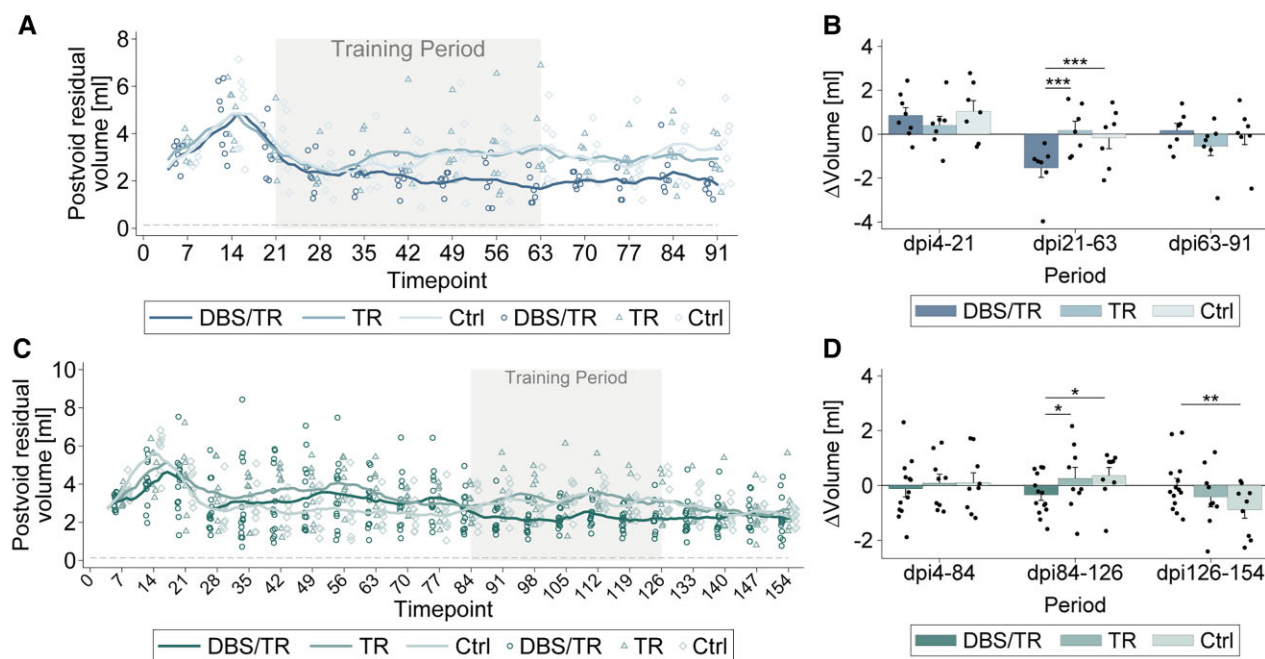 A
Postvoid residual
volume [ml]
8
6
4
2
0
Training Period
0 7 14 21 28 35 42 49 56 63 70 77 84 91
Timepoint
DBS/TR TR Ctrl DBS/TR TR Ctrl
B
ΔVolume [ml]
4
2
0
-2
-4
***
***
dpi4-21 dpi21-63 dpi63-91
Period
DBS/TR TR Ctrl
C
Postvoid residual
volume [ml]
10
8
6
4
2
0
Training Period
0 7 14 21 28 35 42 49 56 63 70 77 84 91 98 105 112 119 126 133 140 147 154
Timepoint
DBS/TR TR Ctrl DBS/TR TR Ctrl
D
ΔVolume [ml]
4
2
0
-2
*
*
**
dpi4-84 dpi84-126 dpi126-154
Period
DBS/TR TR Ctrl